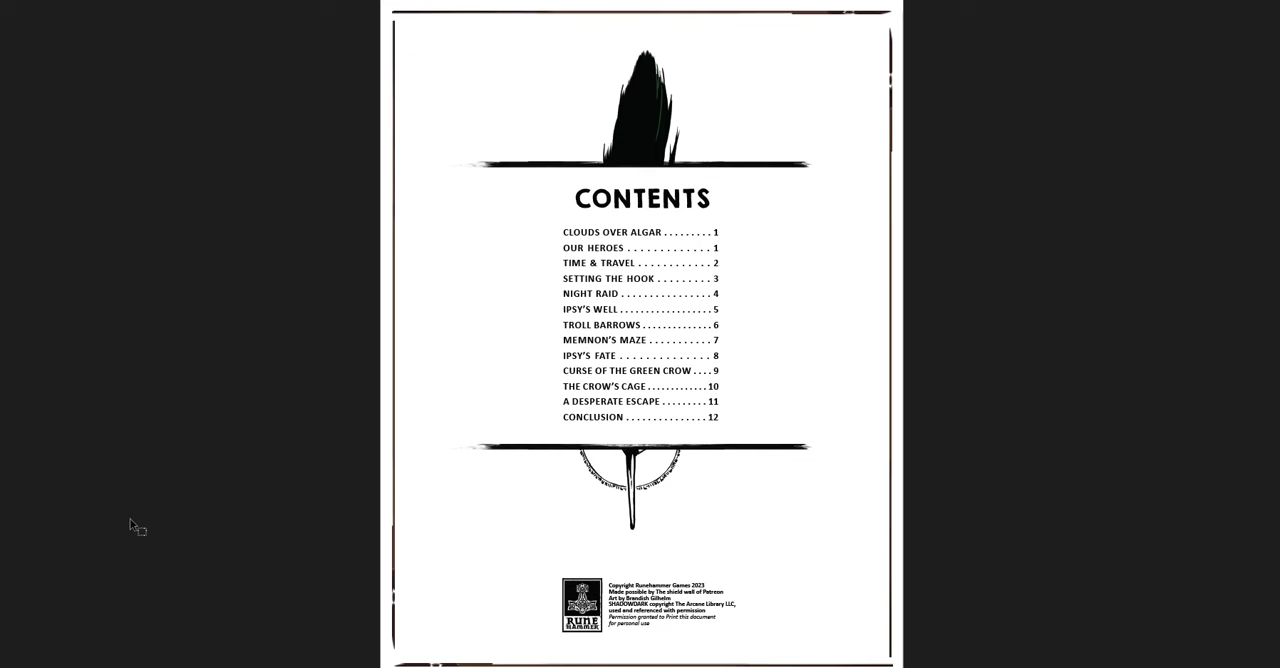 CONTENTS
CLOUDS OVER ALGAR . . . . . . . . . 1
OUR HEROES . . . . . . . . . . . . . 1
TIME & TRAVEL . . . . . . . . . . . . 2
SETTING THE HOOK . . . . . . . . . 3
NIGHT RAID . . . . . . . . . . . . . . . . 4
IPSY'S WELL . . . . . . . . . . . . . . . . . 5
TROLL BARROWS . . . . . . . . . . . . . 6
MEMNON'S MAZE . . . . . . . . . . . 7
IPSY'S FATE . . . . . . . . . . . . . . 8
CURSE OF THE GREEN CROW . . . . 9
THE CROW'S CAGE . . . . . . . . . . . . 10
A DESPERATE ESCAPE . . . . . . . . . 11
CONCLUSION . . . . . . . . . . . . . . . 12
RUNE
HAMMER
Copyright Runehammer Games 2023
Made possible by The shield wall of Patreon
Art by Brandish Gilhelm
SHADOWDARK copyright The Arcane Library LLC,
used and referenced with permission
Permission granted to Print this document
for personal use